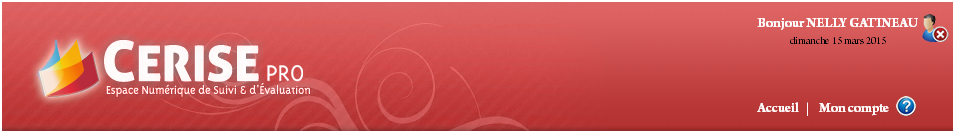 Bonjour NELLY GATINEAU
dimanche 15 mars 2015
CERISE PRO
Espace Numérique de Suivi & d'Évaluation
Accueil | Mon compte ?